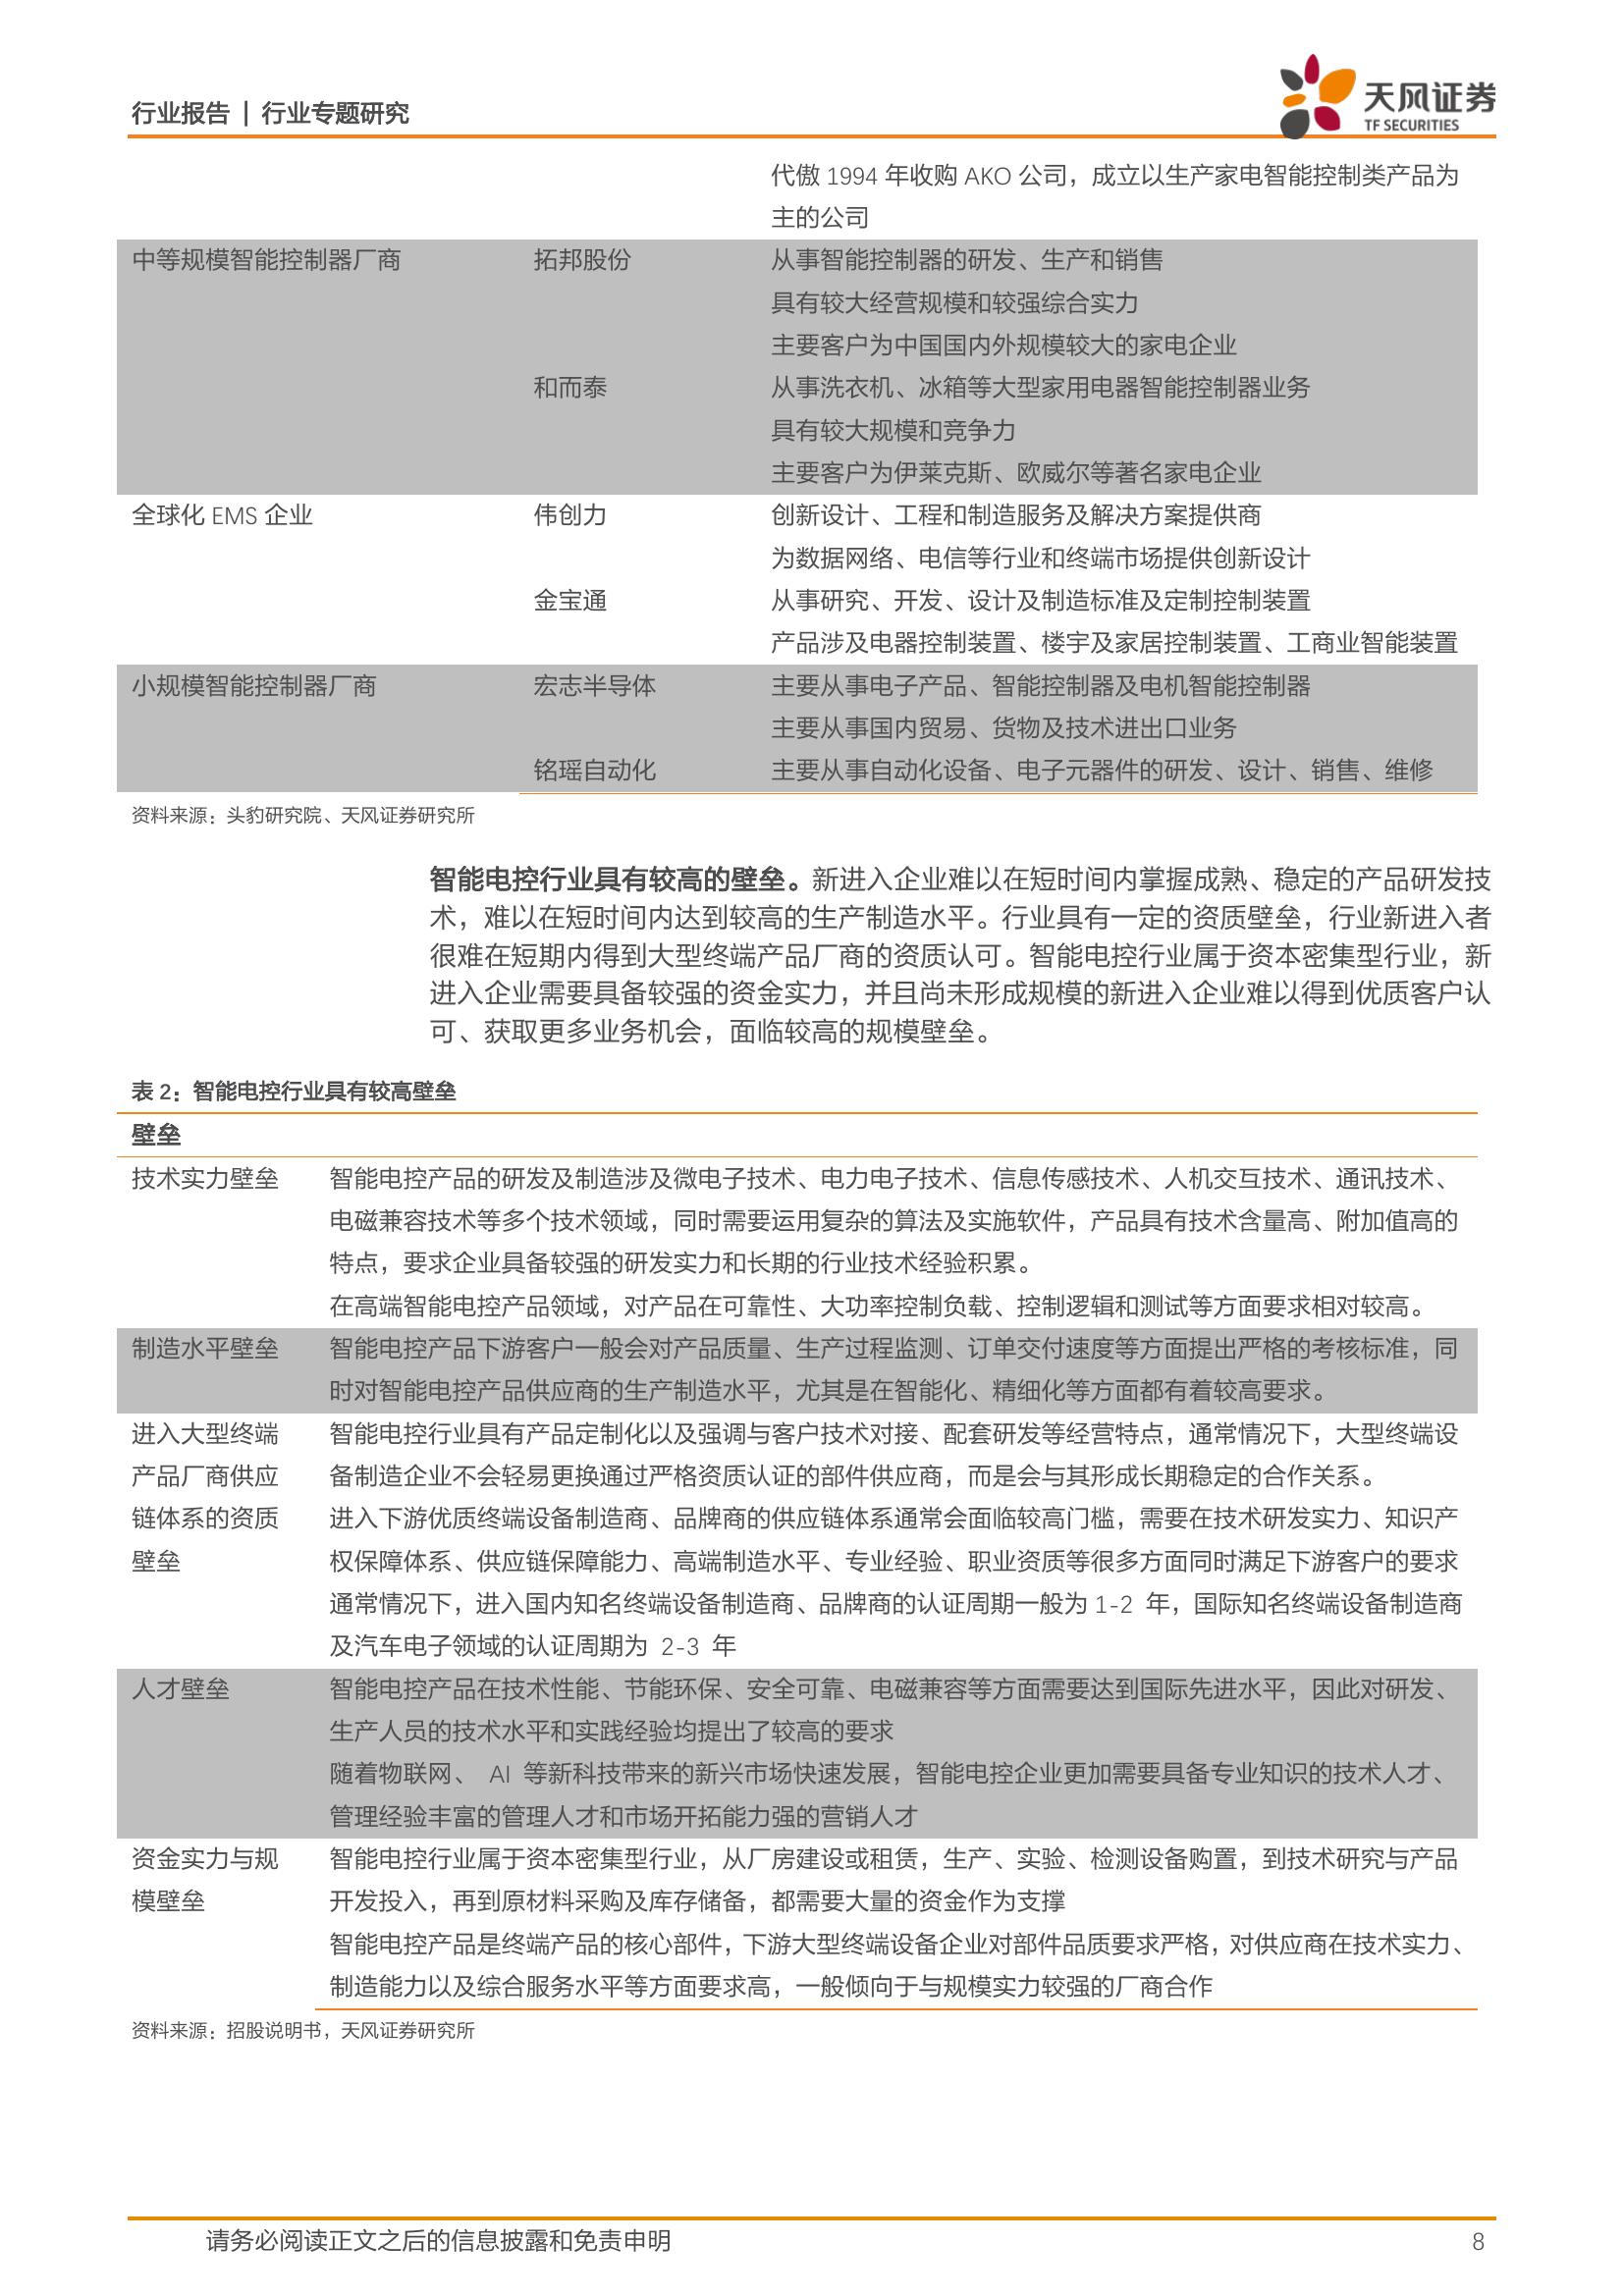 行业报告 | 行业专题研究
天风证券
TF SECURITIES
代傲 1994 年收购 AKO 公司，成立以生产家电智能控制类产品为
主的公司
中等规模智能控制器厂商 拓邦股份 从事智能控制器的研发、生产和销售
具有较大经营规模和较强综合实力
主要客户为中国国内外规模较大的家电企业
和而泰 从事洗衣机、冰箱等大型家用电器智能控制器业务
具有较大规模和竞争力
主要客户为伊莱克斯、欧威尔等著名家电企业
全球化 EMS 企业 伟创力 创新设计、工程和制造服务及解决方案提供商
为数据网络、电信等行业和终端市场提供创新设计
金宝通 从事研究、开发、设计及制造标准及定制控制装置
产品涉及电器控制装置、楼宇及家居控制装置、工商业智能装置
小规模智能控制器厂商 宏志半导体 主要从事电子产品、智能控制器及电机智能控制器
主要从事国内贸易、货物及技术进出口业务
铭瑶自动化 主要从事自动化设备、电子元器件的研发、设计、销售、维修
资料来源：头豹研究院、天风证券研究所
智能电控行业具有较高的壁垒。新进入企业难以在短时间内掌握成熟、稳定的产品研发技
术，难以在短时间内达到较高的生产制造水平。行业具有一定的资质壁垒，行业新进入者
很难在短期内得到大型终端产品厂商的资质认可。智能电控行业属于资本密集型行业，新
进入企业需要具备较强的资金实力，并且尚未形成规模的新进入企业难以得到优质客户认
可、获取更多业务机会，面临较高的规模壁垒。
表 2：智能电控行业具有较高壁垒
壁垒
技术实力壁垒 智能电控产品的研发及制造涉及微电子技术、电力电子技术、信息传感技术、人机交互技术、通讯技术、
电磁兼容技术等多个技术领域，同时需要运用复杂的算法及实施软件，产品具有技术含量高、附加值高的
特点，要求企业具备较强的研发实力和长期的行业技术经验积累。
在高端智能电控产品领域，对产品在可靠性、大功率控制负载、控制逻辑和测试等方面要求相对较高。
制造水平壁垒 智能电控产品下游客户一般会对产品质量、生产过程监测、订单交付速度等方面提出严格的考核标准，同
时对智能电控产品供应商的生产制造水平，尤其是在智能化、精细化等方面都有着较高要求。
进入大型终端 智能电控行业具有产品定制化以及强调与客户技术对接、配套研发等经营特点，通常情况下，大型终端设
产品厂商供应 备制造企业不会轻易更换通过严格资质认证的部件供应商，而是会与其形成长期稳定的合作关系。
链体系的资质 进入下游优质终端设备制造商、品牌商的供应链体系通常会面临较高门槛，需要在技术研发实力、知识产
壁垒 权保障体系、供应链保障能力、高端制造水平、专业经验、职业资质等很多方面同时满足下游客户的要求
通常情况下，进入国内知名终端设备制造商、品牌商的认证周期一般为 1-2 年，国际知名终端设备制造商
及汽车电子领域的认证周期为 2-3 年
人才壁垒 智能电控产品在技术性能、节能环保、安全可靠、电磁兼容等方面需要达到国际先进水平，因此对研发、
生产人员的技术水平和实践经验均提出了较高的要求
随着物联网、 AI 等新科技带来的新兴市场快速发展，智能电控企业更加需要具备专业知识的技术人才、
管理经验丰富的管理人才和市场开拓能力强的营销人才
资金实力与规 智能电控行业属于资本密集型行业，从厂房建设或租赁，生产、实验、检测设备购置，到技术研究与产品
模壁垒 开发投入，再到原材料采购及库存储备，都需要大量的资金作为支撑
智能电控产品是终端产品的核心部件，下游大型终端设备企业对部件品质要求严格，对供应商在技术实力、
制造能力以及综合服务水平等方面要求高，一般倾向于与规模实力较强的厂商合作
资料来源：招股说明书，天风证券研究所
请务必阅读正文之后的信息披露和免责申明 8